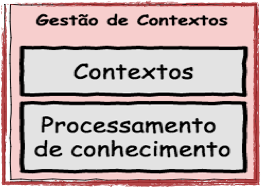 Gestão de Contextos
Contextos
Processamento
de conhecimento